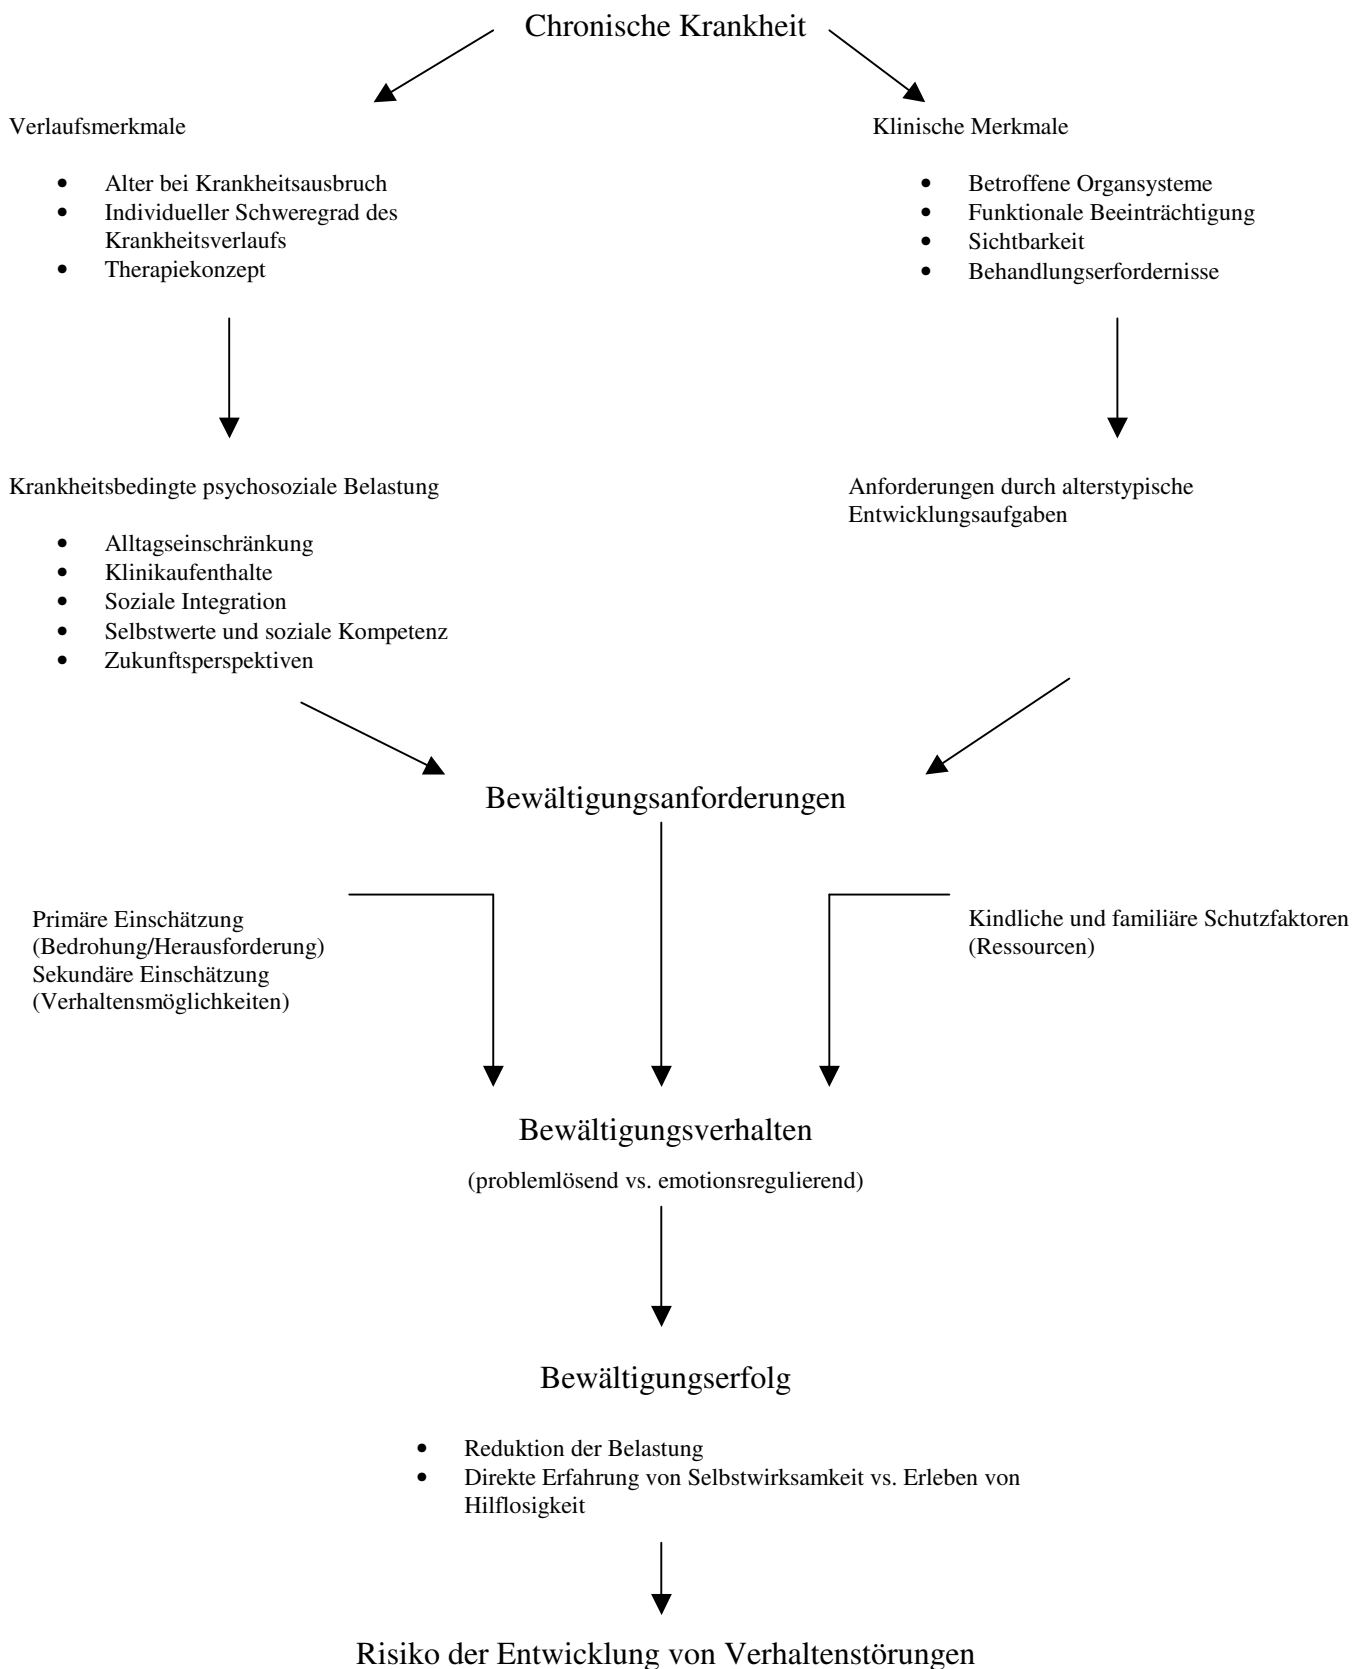 Chronische Krankheit
Verlaufsmerkmale
• Alter bei Krankheitsausbruch
• Individueller Schweregrad des
Krankheitsverlaufs
• Therapiekonzept
Klinische Merkmale
• Betroffene Organsysteme
• Funktionale Beeinträchtigung
• Sichtbarkeit
• Behandlungserfordernisse
Krankheitsbedingte psychosoziale Belastung
• Alltagseinschränkung
• Klinikaufenthalte
• Soziale Integration
• Selbstwerte und soziale Kompetenz
• Zukunftsperspektiven
Anforderungen durch alterstypische
Entwicklungsaufgaben
Bewältigungsanforderungen
Primäre Einschätzung
(Bedrohung/Herausforderung)
Sekundäre Einschätzung
(Verhaltensmöglichkeiten)
Kindliche und familiäre Schutzfaktoren
(Ressourcen)
Bewältigungsverhalten
(problemlösend vs. emotionsregulierend)
Bewältigungserfolg
• Reduktion der Belastung
• Direkte Erfahrung von Selbstwirksamkeit vs. Erleben von
Hilflosigkeit
Risiko der Entwicklung von Verhaltenstörungen